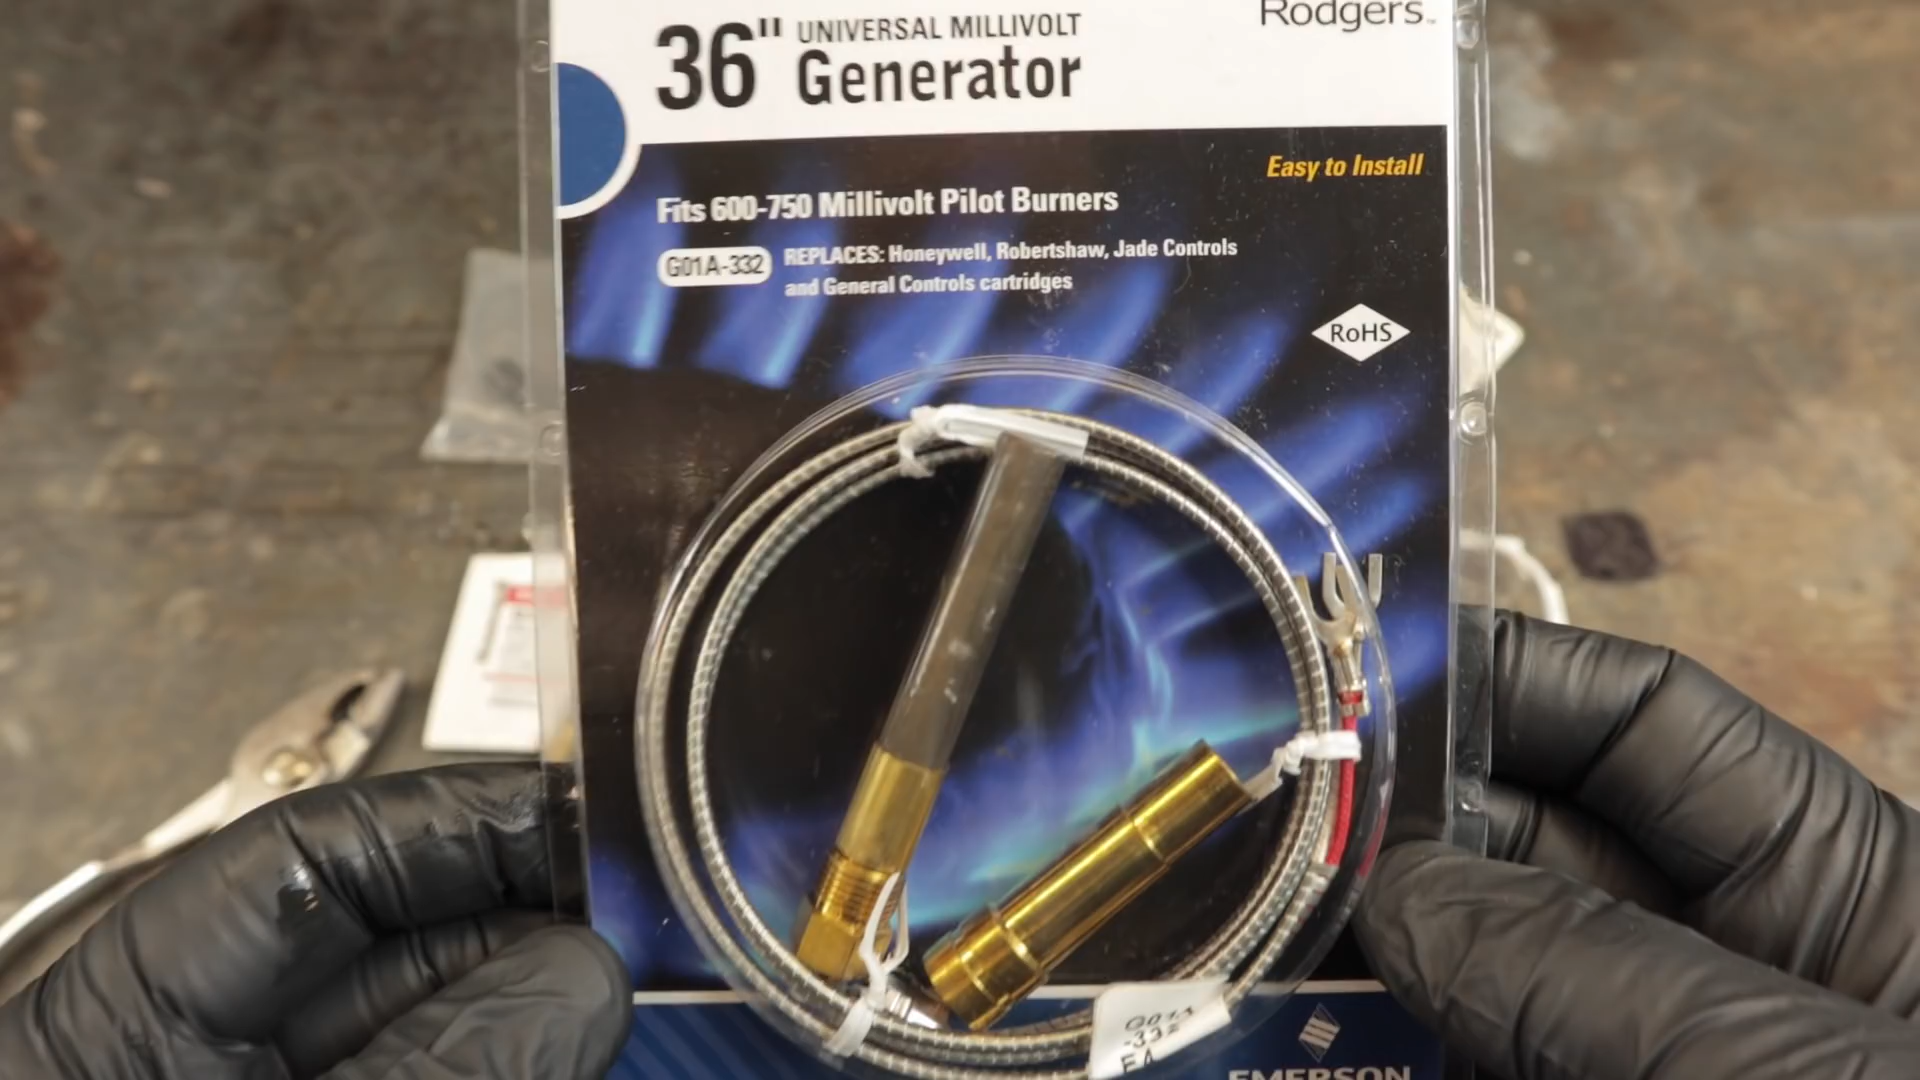 Rodgers™
36" UNIVERSAL MILLIVOLT
Generator
Easy to Install
Fits 600-750 Millivolt Pilot Burners
G01A-332 REPLACES: Honeywell, Robertshaw, Jade Controls
and General Controls cartridges
RoHS
EMERSON